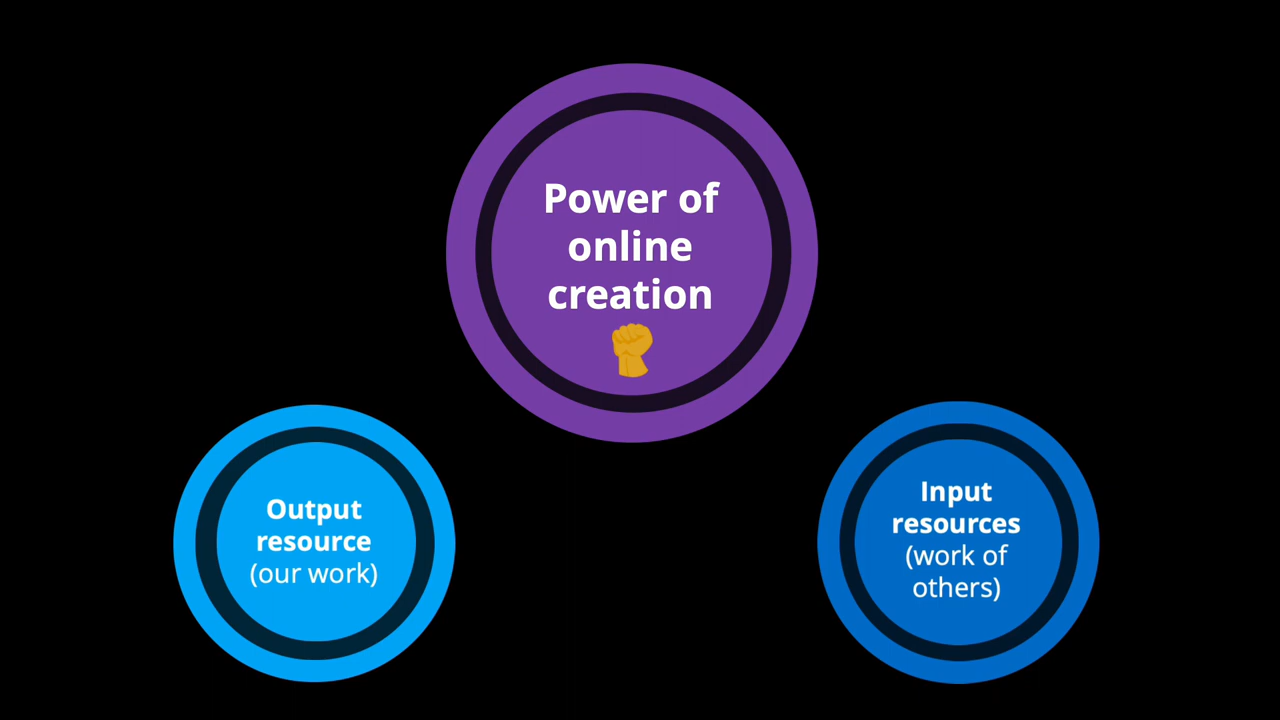 Power of
online
creation
Output
resource
(our work)
Input
resources
(work of
others)